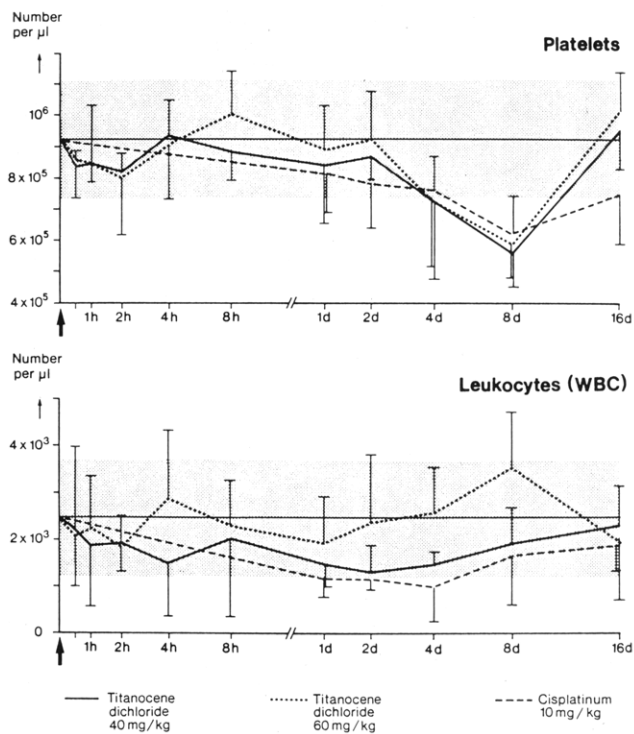 Number
per µl
Platelets
10⁶
8 x 10⁵
6 x 10⁵
4 x 10⁵
1h 2h 4h 8h 1d 2d 4d 8d 16d
Number
per µl
Leukocytes (WBC)
4 x 10³
2 x 10³
0
1h 2h 4h 8h 1d 2d 4d 8d 16d
Titanocene
dichloride
40 mg/kg
Titanocene
dichloride
60 mg/kg
Cisplatinum
10 mg/kg